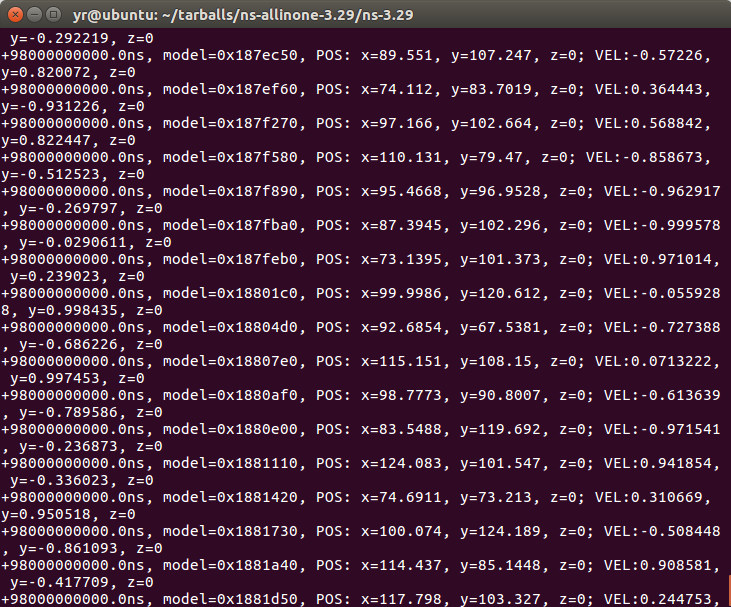 yr@ubuntu: ~/tarballs/ns-allinone-3.29/ns-3.29
 y=-0.292219, z=0
+98000000000.0ns, model=0x187ec50, POS: x=89.551, y=107.247, z=0; VEL:-0.57226,
y=0.820072, z=0
+98000000000.0ns, model=0x187ef60, POS: x=74.112, y=83.7019, z=0; VEL:0.364443,
y=-0.931226, z=0
+98000000000.0ns, model=0x187f270, POS: x=97.166, y=102.664, z=0; VEL:0.568842,
y=0.822447, z=0
+98000000000.0ns, model=0x187f580, POS: x=110.131, y=79.47, z=0; VEL:-0.858673,
y=-0.512523, z=0
+98000000000.0ns, model=0x187f890, POS: x=95.4668, y=96.9528, z=0; VEL:-0.962917
, y=-0.269797, z=0
+98000000000.0ns, model=0x187fba0, POS: x=87.3945, y=102.296, z=0; VEL:-0.999578
, y=-0.0290611, z=0
+98000000000.0ns, model=0x187feb0, POS: x=73.1395, y=101.373, z=0; VEL:0.971014,
 y=0.239023, z=0
+98000000000.0ns, model=0x18801c0, POS: x=99.9986, y=120.612, z=0; VEL:-0.055928
8, y=0.998435, z=0
+98000000000.0ns, model=0x18804d0, POS: x=92.6854, y=67.5381, z=0; VEL:-0.727388
, y=-0.686226, z=0
+98000000000.0ns, model=0x18807e0, POS: x=115.151, y=108.15, z=0; VEL:0.0713222,
 y=0.997453, z=0
+98000000000.0ns, model=0x1880af0, POS: x=98.7773, y=90.8007, z=0; VEL:-0.613639
, y=-0.789586, z=0
+98000000000.0ns, model=0x1880e00, POS: x=83.5488, y=119.692, z=0; VEL:-0.971541
, y=-0.236873, z=0
+98000000000.0ns, model=0x1881110, POS: x=124.083, y=101.547, z=0; VEL:0.941854,
 y=-0.336023, z=0
+98000000000.0ns, model=0x1881420, POS: x=74.6911, y=73.213, z=0; VEL:0.310669,
y=0.950518, z=0
+98000000000.0ns, model=0x1881730, POS: x=100.074, y=124.189, z=0; VEL:-0.508448
, y=-0.861093, z=0
+98000000000.0ns, model=0x1881a40, POS: x=114.437, y=85.1448, z=0; VEL:0.908581,
 y=-0.417709, z=0
+98000000000.0ns, model=0x1881d50, POS: x=117.798, y=103.327, z=0; VEL:0.244753,